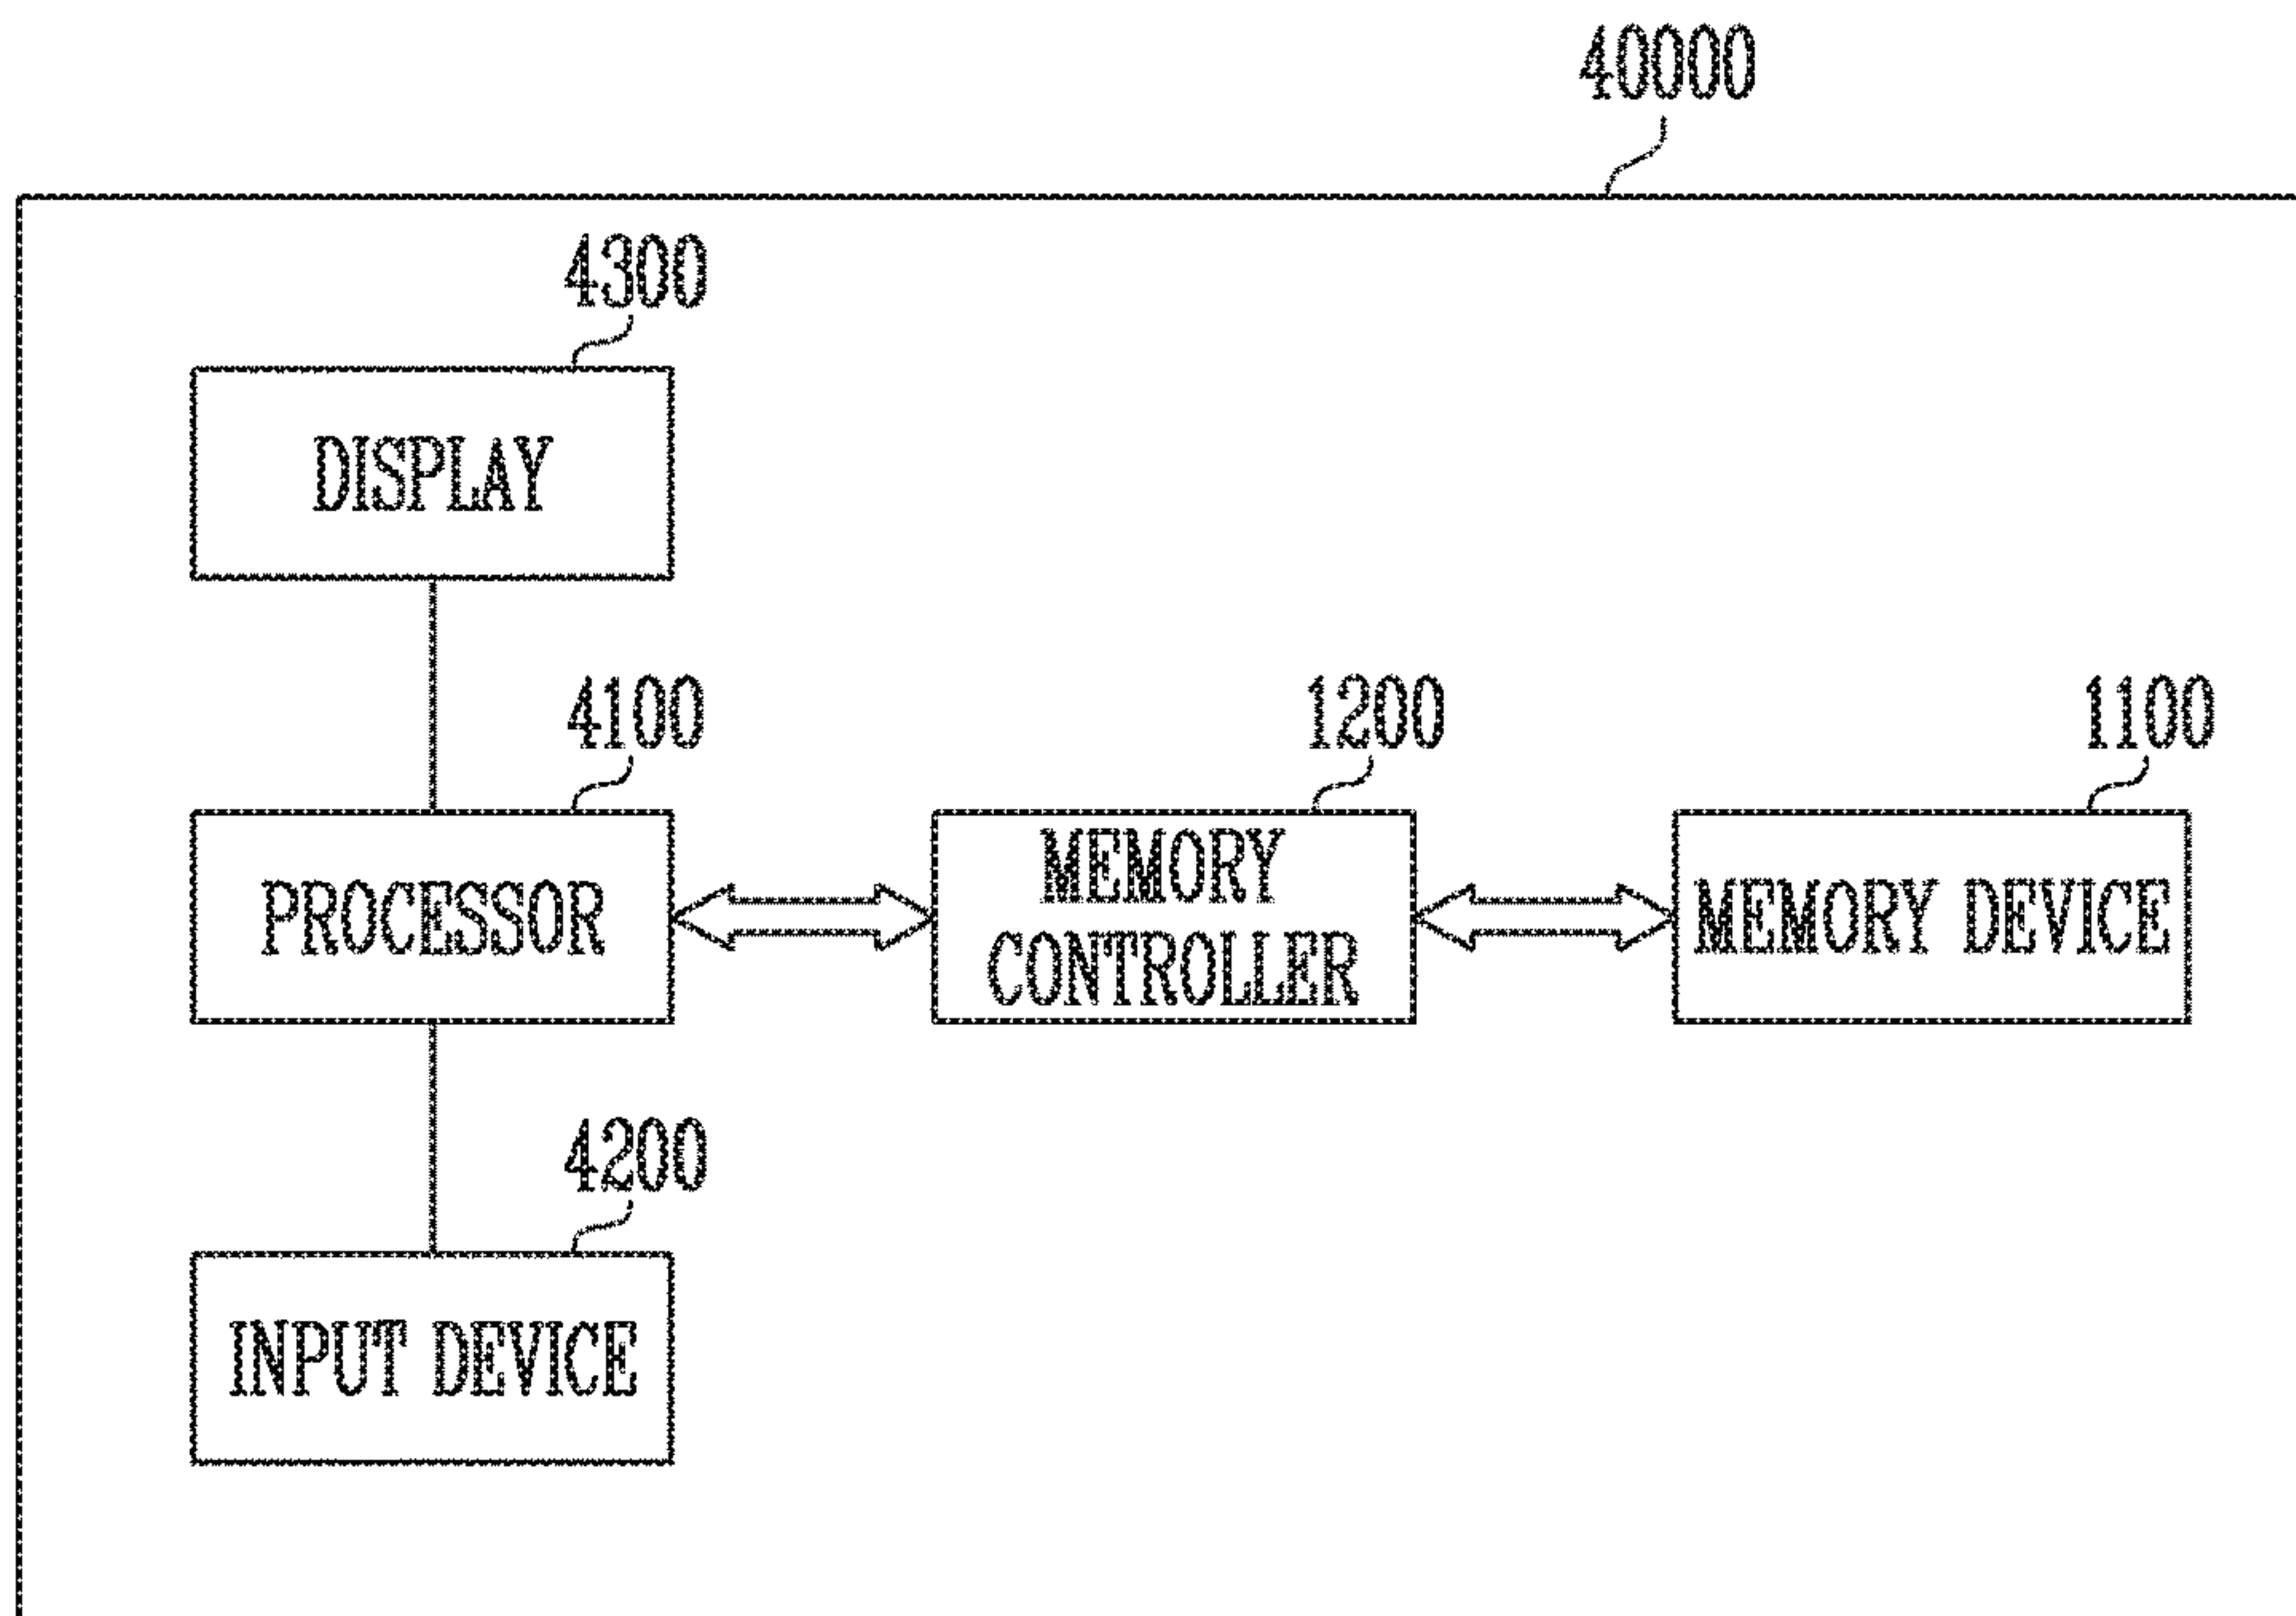 40000
4300
DISPLAY
4100
PROCESSOR
1200
MEMORY
CONTROLLER
1100
MEMORY DEVICE
4200
INPUT DEVICE